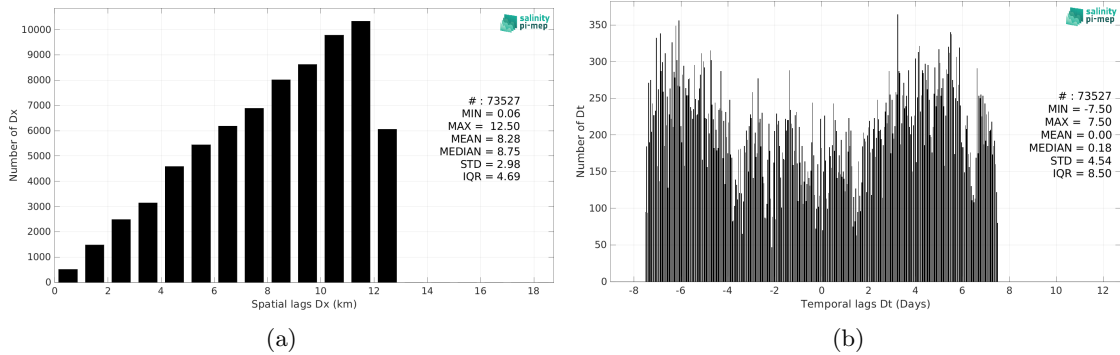 10000
9000
8000
7000
6000
5000
4000
3000
2000
1000
0
Number of Dx
0 2 4 6 8 10 12 14 16 18
Spatial lags Dx (km)
salinity
pi-mep
# : 73527
MIN = 0.06
MAX = 12.50
MEAN = 8.28
MEDIAN = 8.75
STD = 2.98
IQR = 4.69
(a)
350
300
250
200
150
100
50
0
Number of Dt
-8 -6 -4 -2 0 2 4 6 8 10 12
Temporal lags Dt (Days)
salinity
pi-mep
# : 73527
MIN = -7.50
MAX = 7.50
MEAN = 0.00
MEDIAN = 0.18
STD = 4.54
IQR = 8.50
(b)